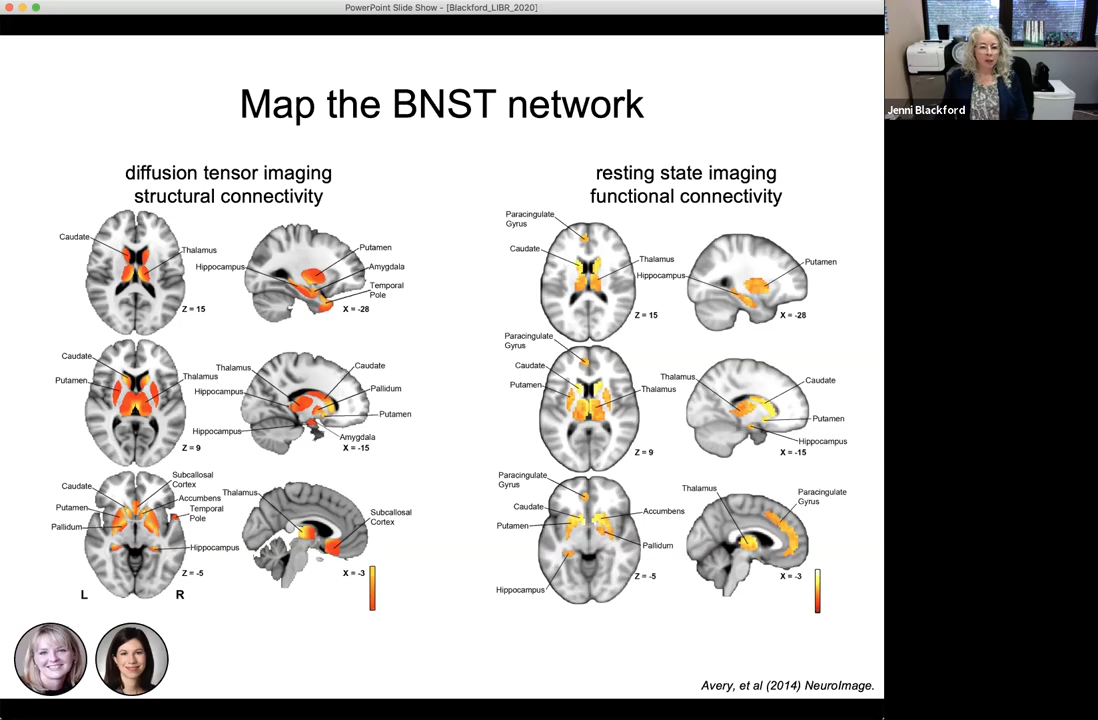 PowerPoint Slide Show - [Blackford_LIBR_2020]
Jenni Blackford
Map the BNST network
diffusion tensor imaging
structural connectivity
Caudate
Thalamus
Hippocampus
Putamen
Amygdala
Temporal
Pole
Z = 15
X = -28
Caudate
Putamen
Thalamus
Thalamus
Hippocampus
Hippocampus
Caudate
Pallidum
Putamen
Amygdala
Z = 9
X = -15
Caudate
Putamen
Pallidum
Subcallosal
Cortex
Accumbens
Temporal
Pole
Hippocampus
Thalamus
Subcallosal
Cortex
Z = -5
X = -3
L
R
resting state imaging
functional connectivity
Paracingulate
Gyrus
Caudate
Thalamus
Hippocampus
Putamen
Z = 15
X = -28
Paracingulate
Gyrus
Caudate
Putamen
Thalamus
Thalamus
Caudate
Putamen
Hippocampus
Z = 9
X = -15
Paracingulate
Gyrus
Caudate
Putamen
Hippocampus
Accumbens
Pallidum
Thalamus
Paracingulate
Gyrus
Z = -5
X = -3
Avery, et al (2014) NeuroImage.